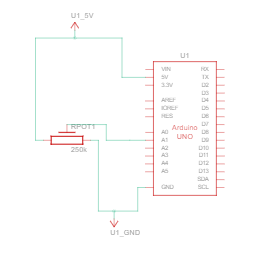 U1_5V
U1
VIN
RX
5V
TX
3.3V
D2
D3
AREF
D4
IOREF
D5
RES
D6
D7
RPOT1
Arduino
UNO
A0
D8
A1
D9
250k
A2
D10
A3
D11
A4
D12
A5
D13
SDA
GND
SCL
U1_GND